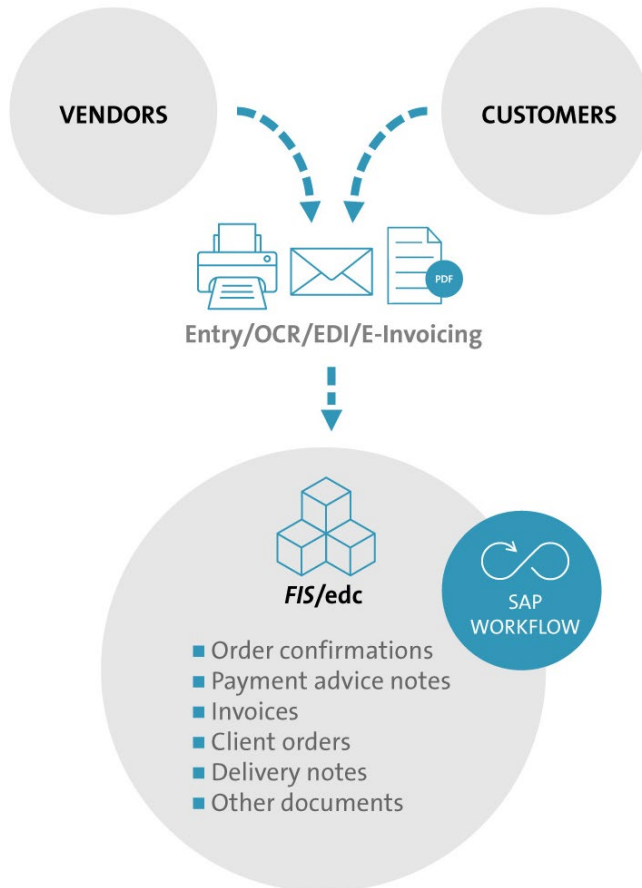 VENDORS
CUSTOMERS
PDF
Entry/OCR/EDI/E-Invoicing
FIS/edc
SAP
WORKFLOW
Order confirmations
Payment advice notes
Invoices
Client orders
Delivery notes
Other documents